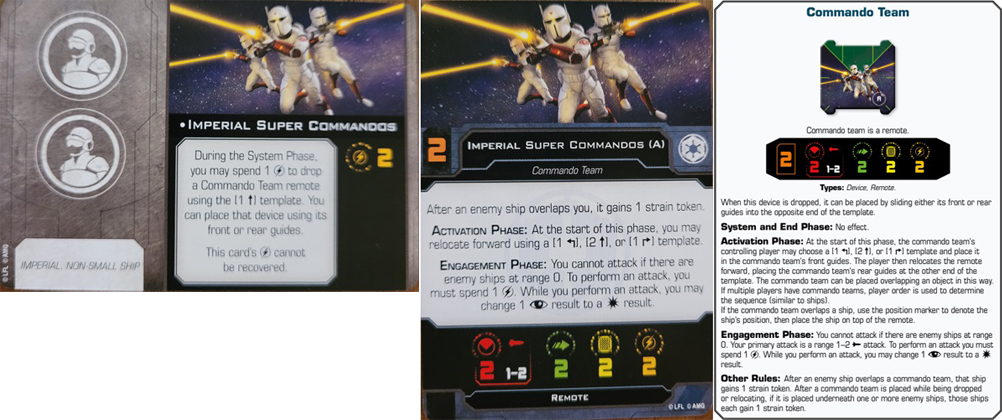 IMPERIAL, NON-SMALL SHIP
© LFL © AMG
• IMPERIAL SUPER COMMANDOS
During the System Phase,
you may spend 1
to drop
a Commando Team remote
using the [1 ↑] template. You
can place that device using its
front or rear guides.
This card's
cannot
be recovered.
2
2
IMPERIAL SUPER COMMANDOS (A)
Commando Team
After an enemy ship overlaps you, it gains 1 strain token.
ACTIVATION PHASE: At the start of this phase, you may
relocate forward using a [1 ↰], [2 ↑], or [1 ↱] template.
ENGAGEMENT PHASE: You cannot attack if there are
enemy ships at range 0. To perform an attack, you
must spend 1
. While you perform an attack, you may
change 1
result to a
result.
2 1–2 2 2 2
REMOTE
© LFL © AMG
Commando Team
A
Commando team is a remote.
2 2 1–2 2 2 2
Types: Device, Remote.
When this device is dropped, it can be placed by sliding either its front or rear
guides into the opposite end of the template.
System and End Phase: No effect.
Activation Phase: At the start of this phase, the commando team's
controlling player may choose a [1 ↰], [2 ↑], or [1 ↱] template and place it
in the commando team's front guides. The player then relocates the remote
forward, placing the commando team's rear guides at the other end of the
template. The commando team can be placed overlapping an object in this way.
If multiple players have commando teams, player order is used to determine
the sequence (similar to ships).
If the commando team overlaps a ship, use the position marker to denote the
ship's position, then place the ship on top of the remote.
Engagement Phase: You cannot attack if there are enemy ships at range
0. Your primary attack is a range 1–2
attack. To perform an attack you must
spend 1
. While you perform an attack, you may change 1
result to a
result.
Other Rules: After an enemy ship overlaps a commando team, that ship
gains 1 strain token. After a commando team is placed while being dropped
or relocating, if it is placed underneath one or more enemy ships, those ships
each gain 1 strain token.